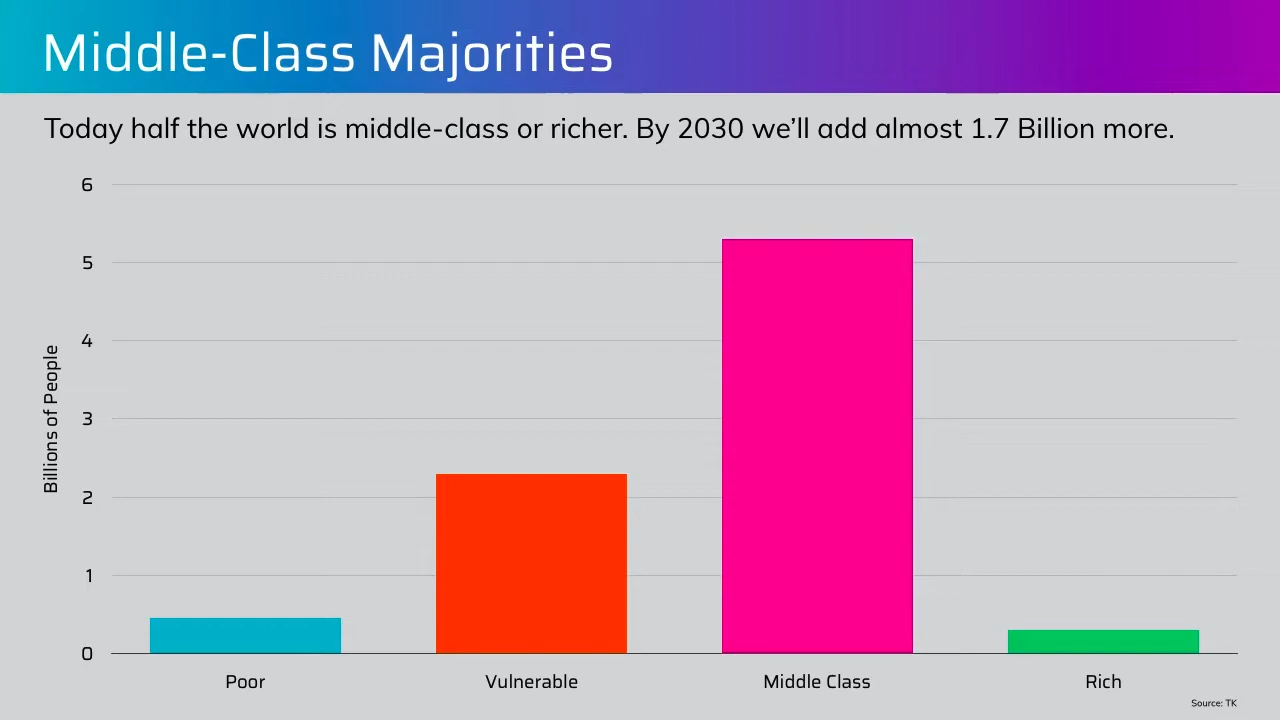 Middle-Class Majorities
Today half the world is middle-class or richer. By 2030 we’ll add almost 1.7 Billion more.
6
5
4
3
2
1
0
Billions of People
Poor
Vulnerable
Middle Class
Rich
Source: TK